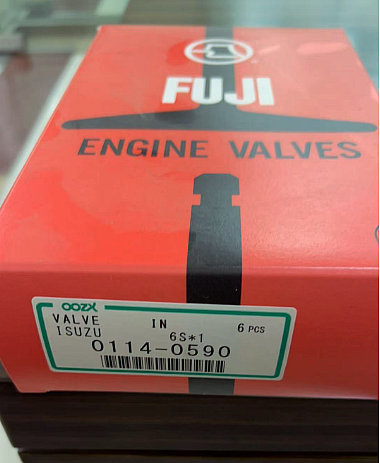 FUJI
ENGINE VALVES
OOZX
VALVE IN 6 PCS
ISUZU 6S*1
0114-0590